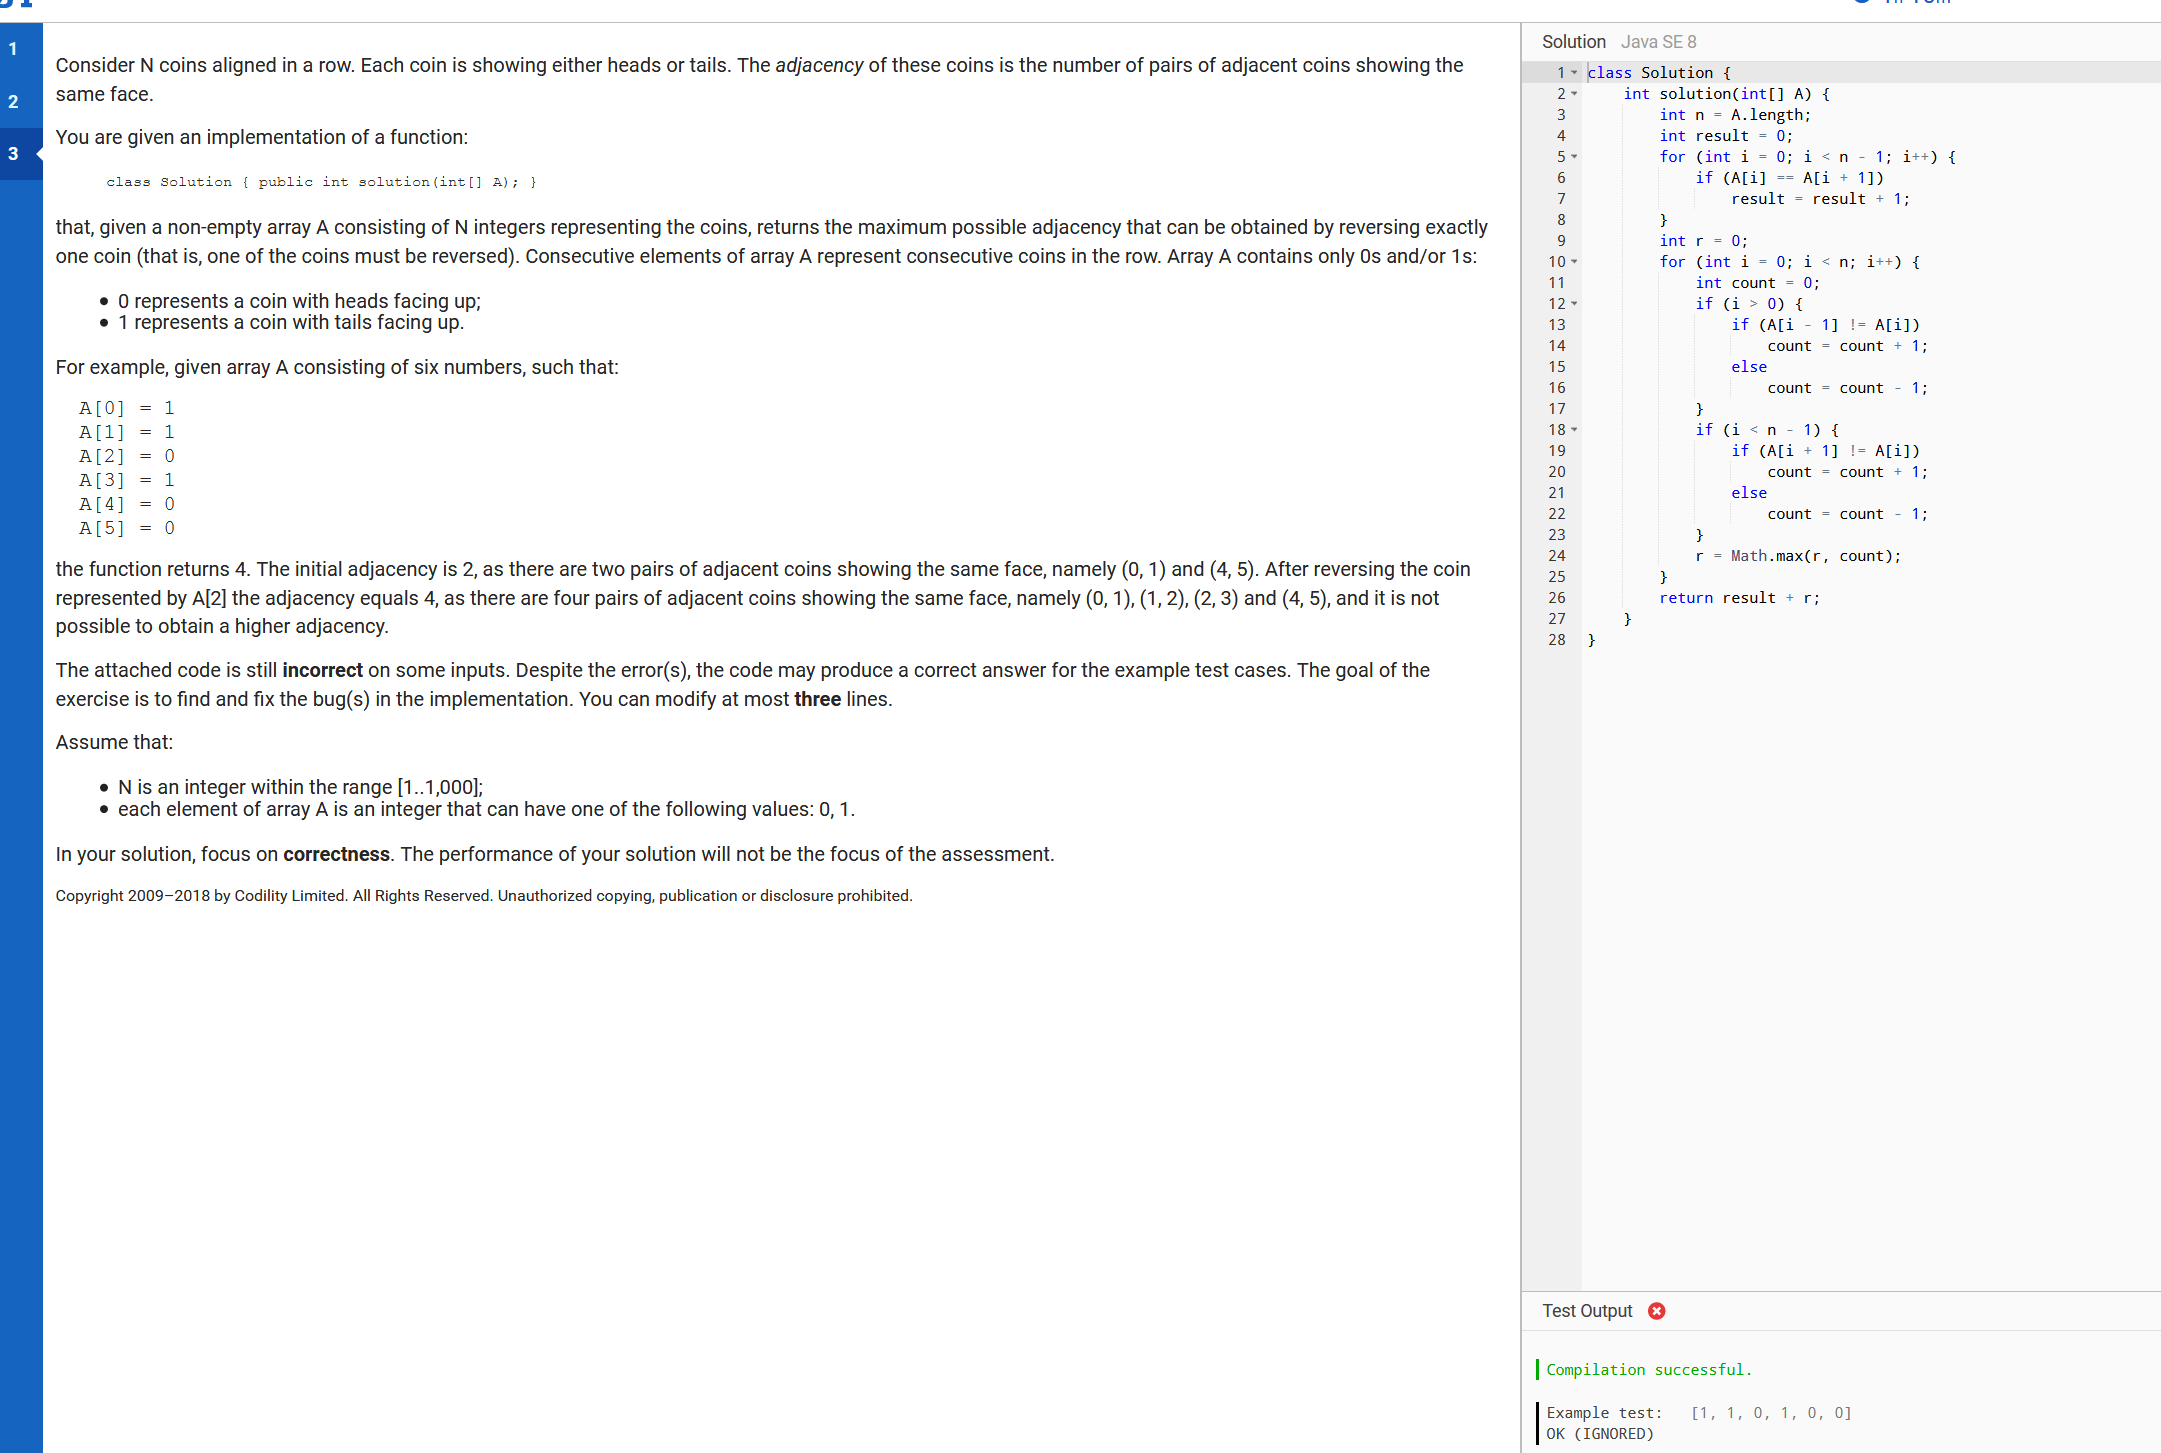 1
2
3
Consider N coins aligned in a row. Each coin is showing either heads or tails. The adjacency of these coins is the number of pairs of adjacent coins showing the
same face.
You are given an implementation of a function:
class Solution { public int solution(int[] A); }
that, given a non-empty array A consisting of N integers representing the coins, returns the maximum possible adjacency that can be obtained by reversing exactly
one coin (that is, one of the coins must be reversed). Consecutive elements of array A represent consecutive coins in the row. Array A contains only 0s and/or 1s:
• 0 represents a coin with heads facing up;
• 1 represents a coin with tails facing up.
For example, given array A consisting of six numbers, such that:
A[0] = 1
A[1] = 1
A[2] = 0
A[3] = 1
A[4] = 0
A[5] = 0
the function returns 4. The initial adjacency is 2, as there are two pairs of adjacent coins showing the same face, namely (0, 1) and (4, 5). After reversing the coin
represented by A[2] the adjacency equals 4, as there are four pairs of adjacent coins showing the same face, namely (0, 1), (1, 2), (2, 3) and (4, 5), and it is not
possible to obtain a higher adjacency.
The attached code is still incorrect on some inputs. Despite the error(s), the code may produce a correct answer for the example test cases. The goal of the
exercise is to find and fix the bug(s) in the implementation. You can modify at most three lines.
Assume that:
• N is an integer within the range [1..1,000];
• each element of array A is an integer that can have one of the following values: 0, 1.
In your solution, focus on correctness. The performance of your solution will not be the focus of the assessment.
Copyright 2009–2018 by Codility Limited. All Rights Reserved. Unauthorized copying, publication or disclosure prohibited.
Solution Java SE 8
1 class Solution {
2 int solution(int[] A) {
3 int n = A.length;
4 int result = 0;
5 for (int i = 0; i < n - 1; i++) {
6 if (A[i] == A[i + 1])
7 result = result + 1;
8 }
9 int r = 0;
10 for (int i = 0; i < n; i++) {
11 int count = 0;
12 if (i > 0) {
13 if (A[i - 1] != A[i])
14 count = count + 1;
15 else
16 count = count - 1;
17 }
18 if (i < n - 1) {
19 if (A[i + 1] != A[i])
20 count = count + 1;
21 else
22 count = count - 1;
23 }
24 r = Math.max(r, count);
25 }
26 return result + r;
27 }
28 }
Test Output
Compilation successful.
Example test: [1, 1, 0, 1, 0, 0]
OK (IGNORED)